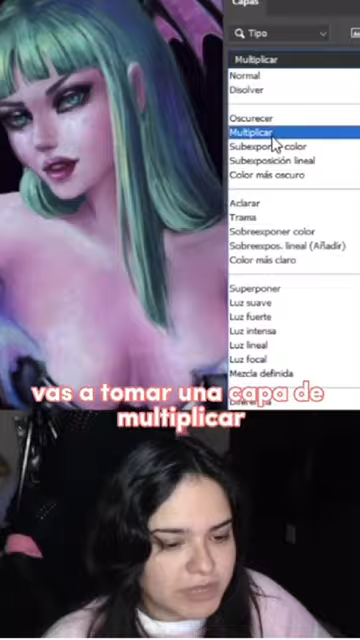 Capas
Tipo
Multiplicar
Normal
Disolver
Oscurecer
Multiplicar
Subexponer color
Subexposición lineal
Color más oscuro
Aclarar
Trama
Sobreexponer color
Sobreexpos. lineal (Añadir)
Color más claro
Superponer
Luz suave
Luz fuerte
Luz intensa
Luz lineal
Luz focal
Mezcla definida
Diferencia
vas a tomar una capa de
multiplicar